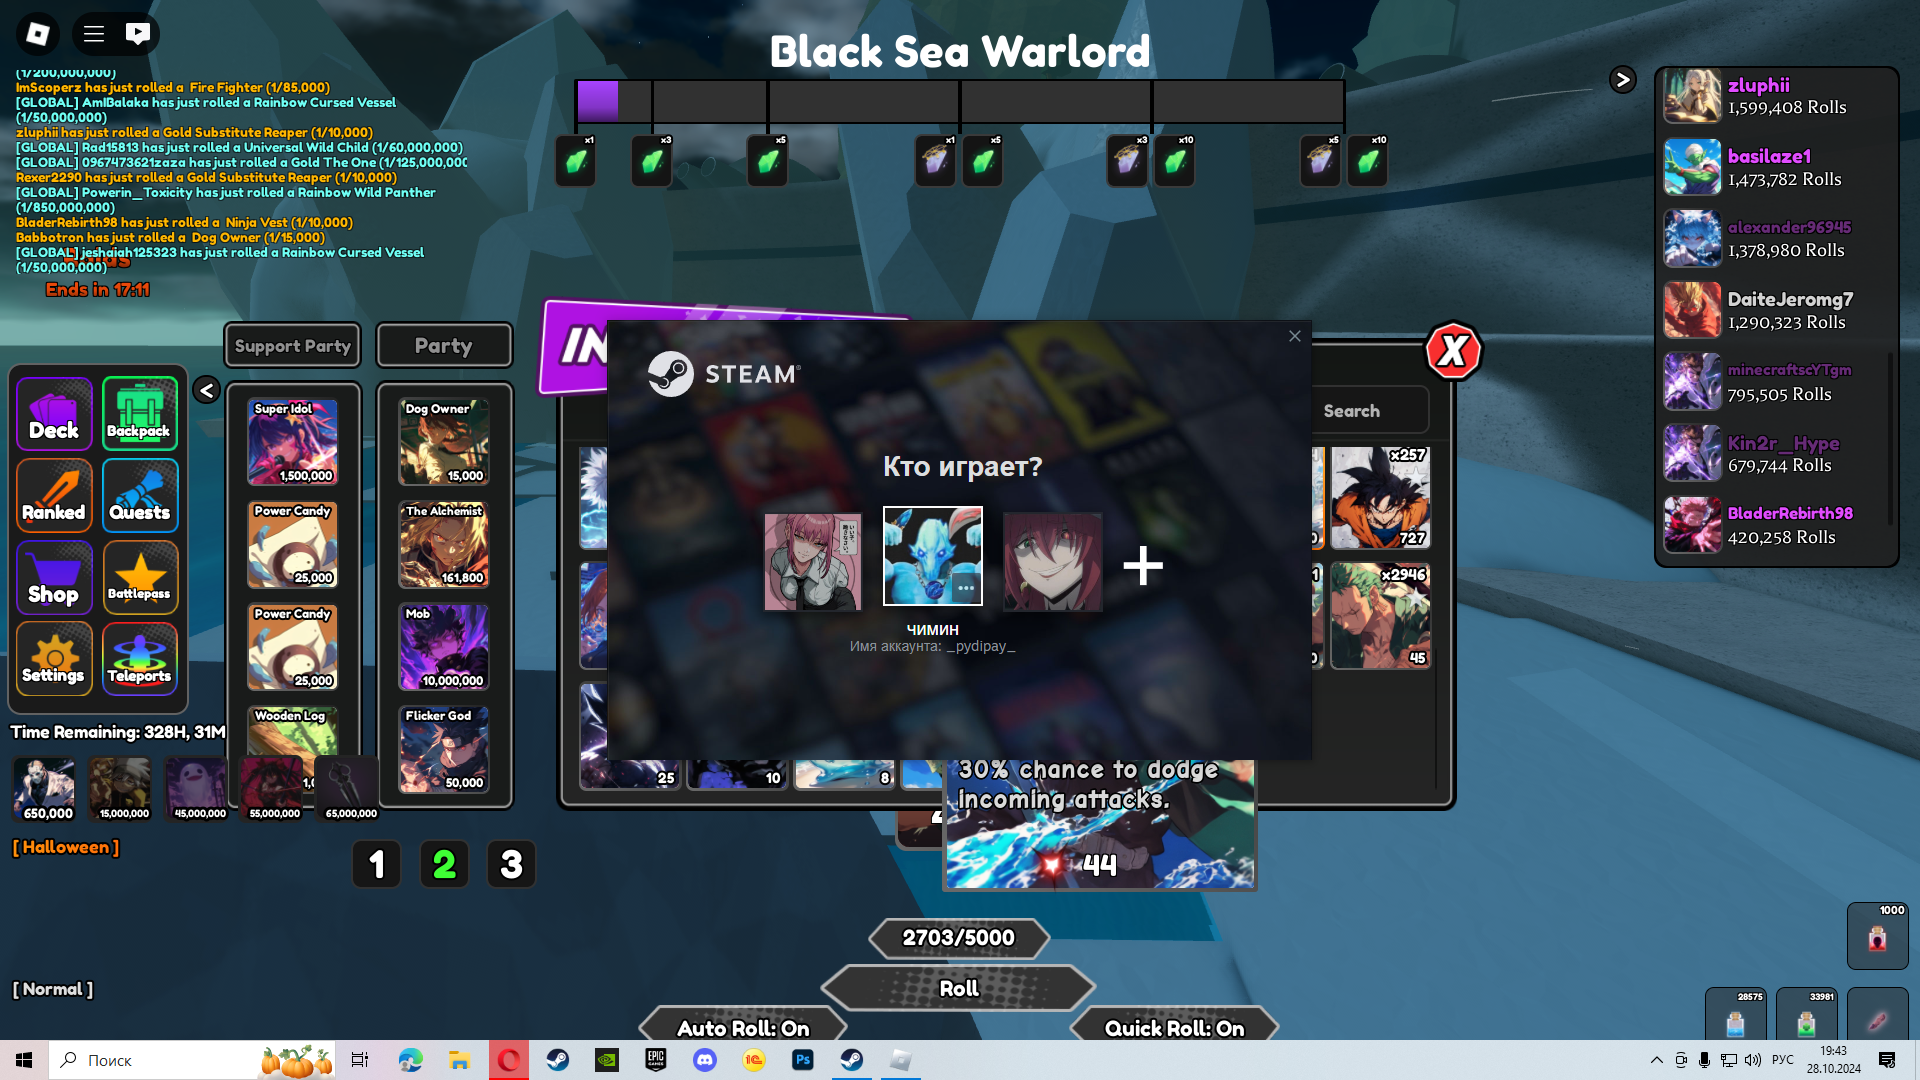 Black Sea Warlord
(1/200,000,000)
ImScoperz has just rolled a Fire Fighter (1/85,000)
[GLOBAL] AmIBalaka has just rolled a Rainbow Cursed Vessel
(1/50,000,000)
zluphii has just rolled a Gold Substitute Reaper (1/10,000)
[GLOBAL] Rad15813 has just rolled a Universal Wild Child (1/60,000,000)
[GLOBAL] 0967473621zaza has just rolled a Gold The One (1/125,000,000
Rexer2290 has just rolled a Gold Substitute Reaper (1/10,000)
[GLOBAL] Powerin__Toxicity has just rolled a Rainbow Wild Panther
(1/850,000,000)
BladerRebirth98 has just rolled a Ninja Vest (1/10,000)
Babbotron has just rolled a Dog Owner (1/15,000)
[GLOBAL] jeshaiah125323 has just rolled a Rainbow Cursed Vessel
(1/50,000,000)
Ends in 17:11
x1
x3
x5
x1
x5
x3
x10
x5
x10
>
zluphii
1,599,408 Rolls
basilaze1
1,473,782 Rolls
alexander96945
1,378,980 Rolls
DaiteJeromg7
1,290,323 Rolls
minecraftscYTgm
795,505 Rolls
Kin2r__Hype
679,744 Rolls
BladerRebirth98
420,258 Rolls
Support Party
Party
<
Deck
Backpack
Ranked
Quests
Shop
Battlepass
Settings
Teleports
Super Idol
1,500,000
Power Candy
25,000
Power Candy
25,000
Wooden Log
Dog Owner
15,000
The Alchemist
161,800
Mob
10,000,000
Flicker God
50,000
IN
X
Search
x257
727
x2946
45
25
10
8
STEAM
Кто играет?
чимин
Имя аккаунта: _pydipay_
30% chance to dodge
incoming attacks.
44
Time Remaining: 328H, 31M
650,000
15,000,000
45,000,000
55,000,000
65,000,000
[ Halloween ]
1
2
3
[ Normal ]
2703/5000
Roll
Auto Roll: On
Quick Roll: On
1000
28575
33981
Поиск
EPIC GAMES
Ps
РУС
19:43
28.10.2024